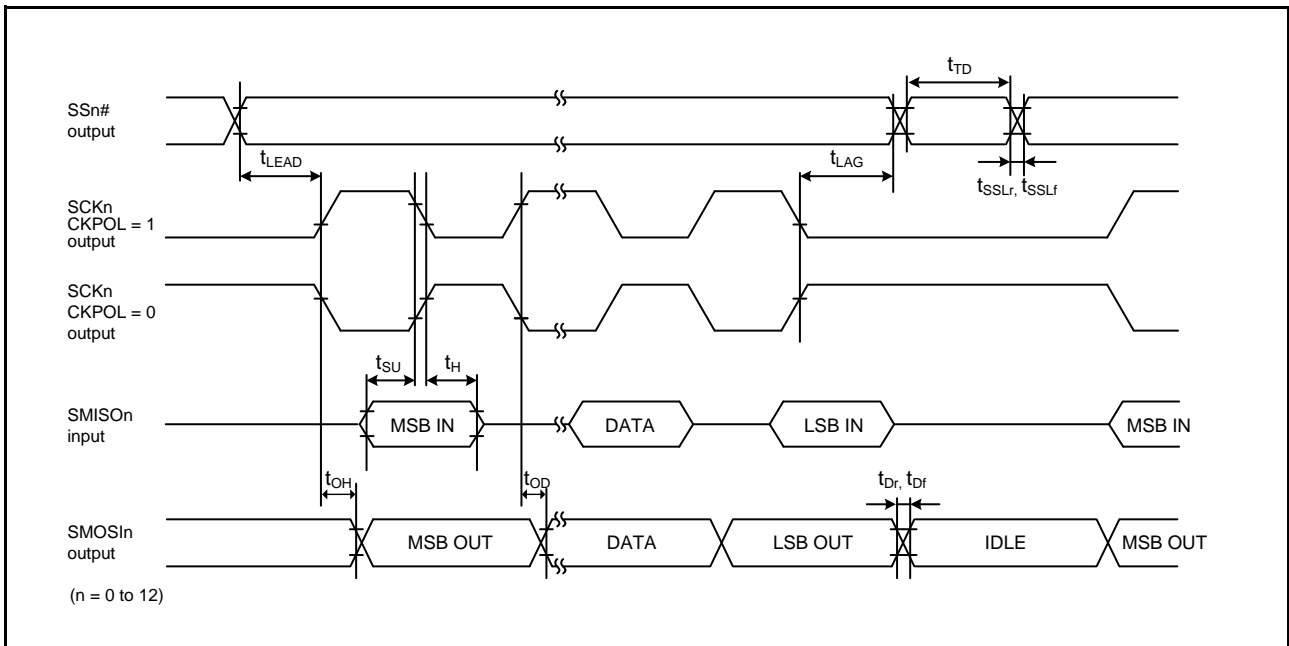 SSn#
output
tTD
tLEAD
tLAG
tSSLr, tSSLf
SCKn
CKPOL = 1
output
SCKn
CKPOL = 0
output
tSU
tH
SMISOn
input
MSB IN
DATA
LSB IN
MSB IN
tOH
tOD
tDr, tDf
SMOSIn
output
MSB OUT
DATA
LSB OUT
IDLE
MSB OUT
(n = 0 to 12)